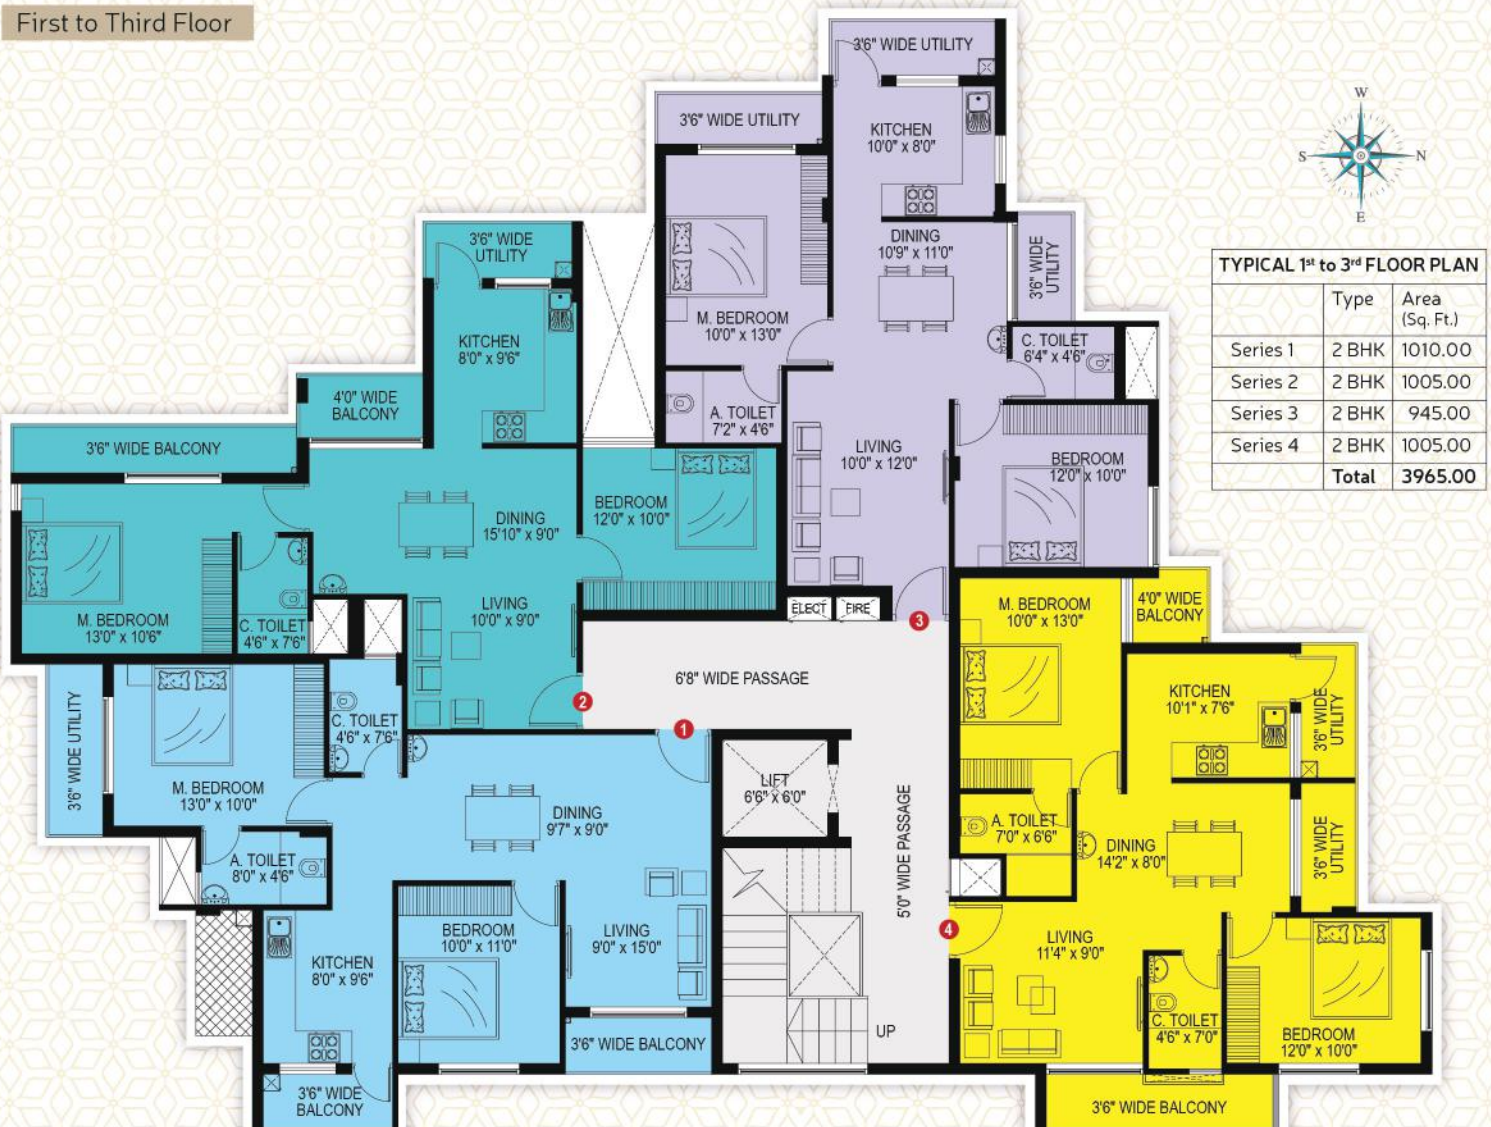 First to Third Floor
3'6" WIDE UTILITY
3'6" WIDE UTILITY
KITCHEN
10'0" x 8'0"
DINING
10'9" x 11'0"
3'6" WIDE
UTILITY
M. BEDROOM
10'0" x 13'0"
C. TOILET
6'4" x 4'6"
A. TOILET
7'2" x 4'6"
LIVING
10'0" x 12'0"
BEDROOM
12'0" x 10'0"
ELECT
FIRE
3
W
S
N
E
TYPICAL 1st to 3rd FLOOR PLAN
Type Area
(Sq. Ft.)
Series 1 2 BHK 1010.00
Series 2 2 BHK 1005.00
Series 3 2 BHK 945.00
Series 4 2 BHK 1005.00
Total 3965.00
3'6" WIDE
UTILITY
KITCHEN
8'0" x 9'6"
4'0" WIDE
BALCONY
3'6" WIDE BALCONY
BEDROOM
12'0" x 10'0"
DINING
15'10" x 9'0"
LIVING
10'0" x 9'0"
M. BEDROOM
13'0" x 10'6"
C. TOILET
4'6" x 7'6"
2
6'8" WIDE PASSAGE
1
3'6" WIDE UTILITY
C. TOILET
4'6" x 7'6"
M. BEDROOM
13'0" x 10'0"
DINING
9'7" x 9'0"
A. TOILET
8'0" x 4'6"
BEDROOM
10'0" x 11'0"
LIVING
9'0" x 15'0"
KITCHEN
8'0" x 9'6"
3'6" WIDE BALCONY
3'6" WIDE
BALCONY
LIFT
6'6" x 6'0"
5'0" WIDE PASSAGE
UP
M. BEDROOM
10'0" x 13'0"
4'0" WIDE
BALCONY
KITCHEN
10'1" x 7'6"
3'6" WIDE
UTILITY
A. TOILET
7'0" x 6'6"
DINING
14'2" x 8'0"
3'6" WIDE
UTILITY
4
LIVING
11'4" x 9'0"
C. TOILET
4'6" x 7'0"
BEDROOM
12'0" x 10'0"
3'6" WIDE BALCONY